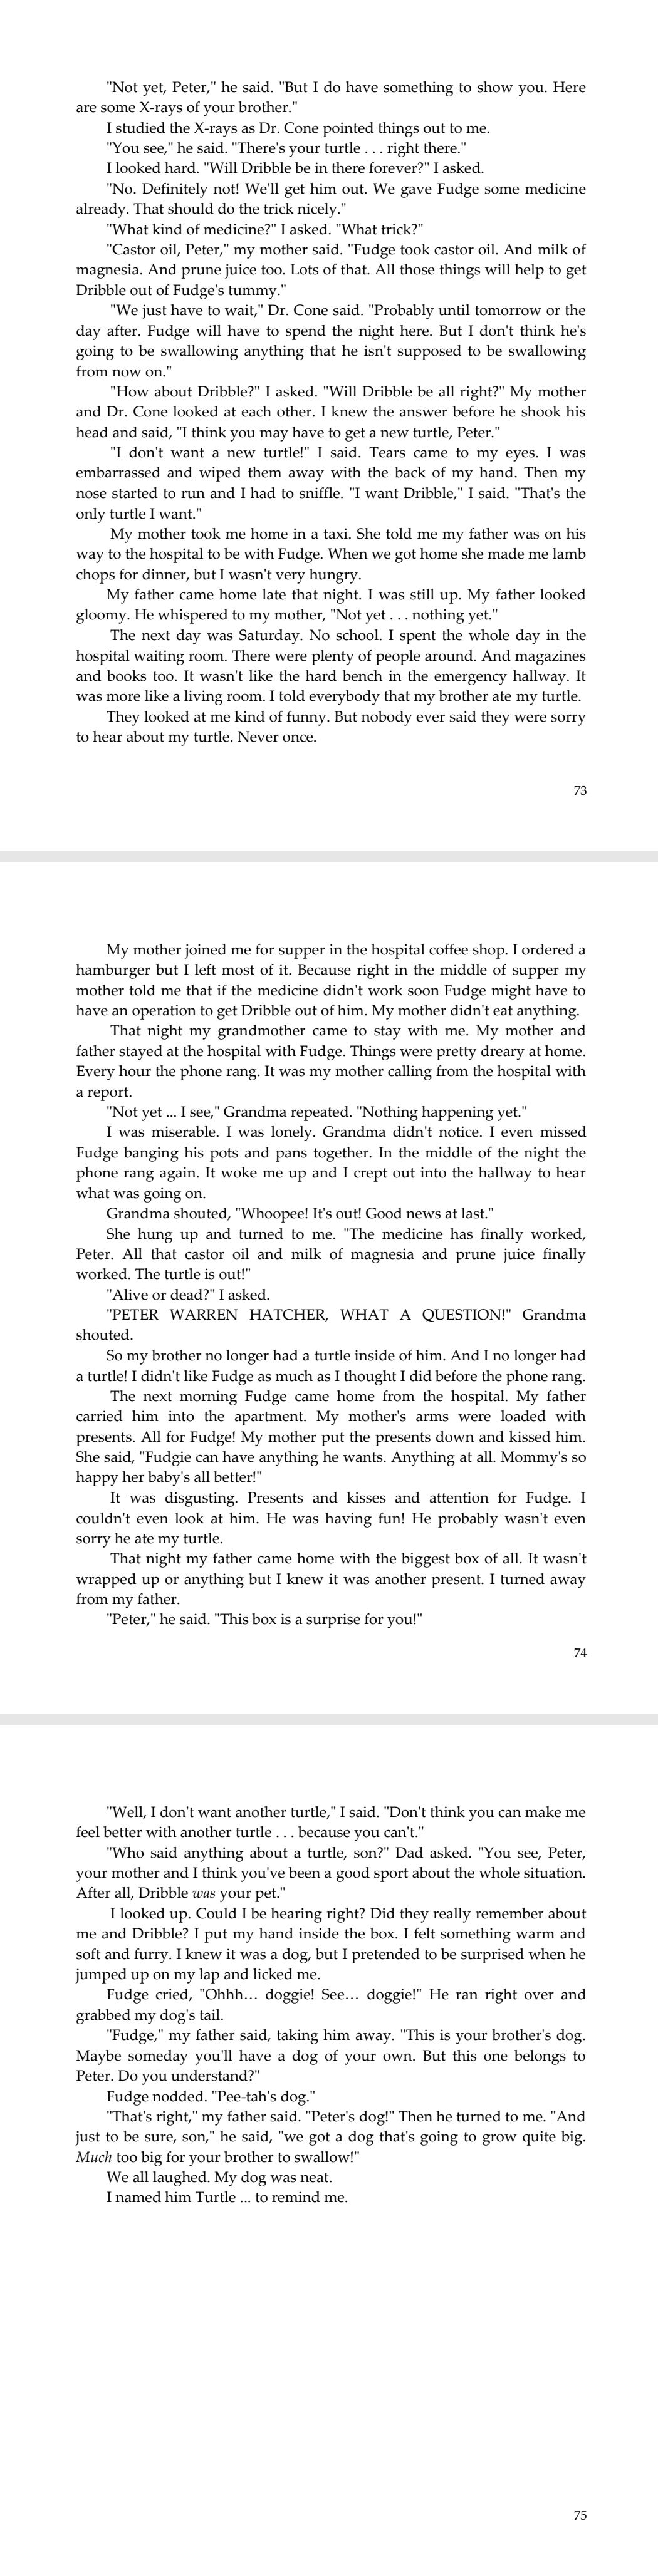 "Not yet, Peter," he said. "But I do have something to show you. Here
are some X-rays of your brother."
I studied the X-rays as Dr. Cone pointed things out to me.
"You see," he said. "There's your turtle . . . right there."
I looked hard. "Will Dribble be in there forever?" I asked.
"No. Definitely not! We'll get him out. We gave Fudge some medicine
already. That should do the trick nicely."
"What kind of medicine?" I asked. "What trick?"
"Castor oil, Peter," my mother said. "Fudge took castor oil. And milk of
magnesia. And prune juice too. Lots of that. All those things will help to get
Dribble out of Fudge's tummy."
"We just have to wait," Dr. Cone said. "Probably until tomorrow or the
day after. Fudge will have to spend the night here. But I don't think he's
going to be swallowing anything that he isn't supposed to be swallowing
from now on."
"How about Dribble?" I asked. "Will Dribble be all right?" My mother
and Dr. Cone looked at each other. I knew the answer before he shook his
head and said, "I think you may have to get a new turtle, Peter."
"I don't want a new turtle!" I said. Tears came to my eyes. I was
embarrassed and wiped them away with the back of my hand. Then my
nose started to run and I had to sniffle. "I want Dribble," I said. "That's the
only turtle I want."
My mother took me home in a taxi. She told me my father was on his
way to the hospital to be with Fudge. When we got home she made me lamb
chops for dinner, but I wasn't very hungry.
My father came home late that night. I was still up. My father looked
gloomy. He whispered to my mother, "Not yet . . . nothing yet."
The next day was Saturday. No school. I spent the whole day in the
hospital waiting room. There were plenty of people around. And magazines
and books too. It wasn't like the hard bench in the emergency hallway. It
was more like a living room. I told everybody that my brother ate my turtle.
They looked at me kind of funny. But nobody ever said they were sorry
to hear about my turtle. Never once.
73
My mother joined me for supper in the hospital coffee shop. I ordered a
hamburger but I left most of it. Because right in the middle of supper my
mother told me that if the medicine didn't work soon Fudge might have to
have an operation to get Dribble out of him. My mother didn't eat anything.
That night my grandmother came to stay with me. My mother and
father stayed at the hospital with Fudge. Things were pretty dreary at home.
Every hour the phone rang. It was my mother calling from the hospital with
a report.
"Not yet ... I see," Grandma repeated. "Nothing happening yet."
I was miserable. I was lonely. Grandma didn't notice. I even missed
Fudge banging his pots and pans together. In the middle of the night the
phone rang again. It woke me up and I crept out into the hallway to hear
what was going on.
Grandma shouted, "Whoopee! It's out! Good news at last."
She hung up and turned to me. "The medicine has finally worked,
Peter. All that castor oil and milk of magnesia and prune juice finally
worked. The turtle is out!"
"Alive or dead?" I asked.
"PETER WARREN HATCHER, WHAT A QUESTION!" Grandma
shouted.
So my brother no longer had a turtle inside of him. And I no longer had
a turtle! I didn't like Fudge as much as I thought I did before the phone rang.
The next morning Fudge came home from the hospital. My father
carried him into the apartment. My mother's arms were loaded with
presents. All for Fudge! My mother put the presents down and kissed him.
She said, "Fudgie can have anything he wants. Anything at all. Mommy's so
happy her baby's all better!"
It was disgusting. Presents and kisses and attention for Fudge. I
couldn't even look at him. He was having fun! He probably wasn't even
sorry he ate my turtle.
That night my father came home with the biggest box of all. It wasn't
wrapped up or anything but I knew it was another present. I turned away
from my father.
"Peter," he said. "This box is a surprise for you!"
74
"Well, I don't want another turtle," I said. "Don't think you can make me
feel better with another turtle . . . because you can't."
"Who said anything about a turtle, son?" Dad asked. "You see, Peter,
your mother and I think you've been a good sport about the whole situation.
After all, Dribble was your pet."
I looked up. Could I be hearing right? Did they really remember about
me and Dribble? I put my hand inside the box. I felt something warm and
soft and furry. I knew it was a dog, but I pretended to be surprised when he
jumped up on my lap and licked me.
Fudge cried, "Ohhh… doggie! See… doggie!" He ran right over and
grabbed my dog's tail.
"Fudge," my father said, taking him away. "This is your brother's dog.
Maybe someday you'll have a dog of your own. But this one belongs to
Peter. Do you understand?"
Fudge nodded. "Pee-tah's dog."
"That's right," my father said. "Peter's dog!" Then he turned to me. "And
just to be sure, son," he said, "we got a dog that's going to grow quite big.
Much too big for your brother to swallow!"
We all laughed. My dog was neat.
I named him Turtle ... to remind me.
75